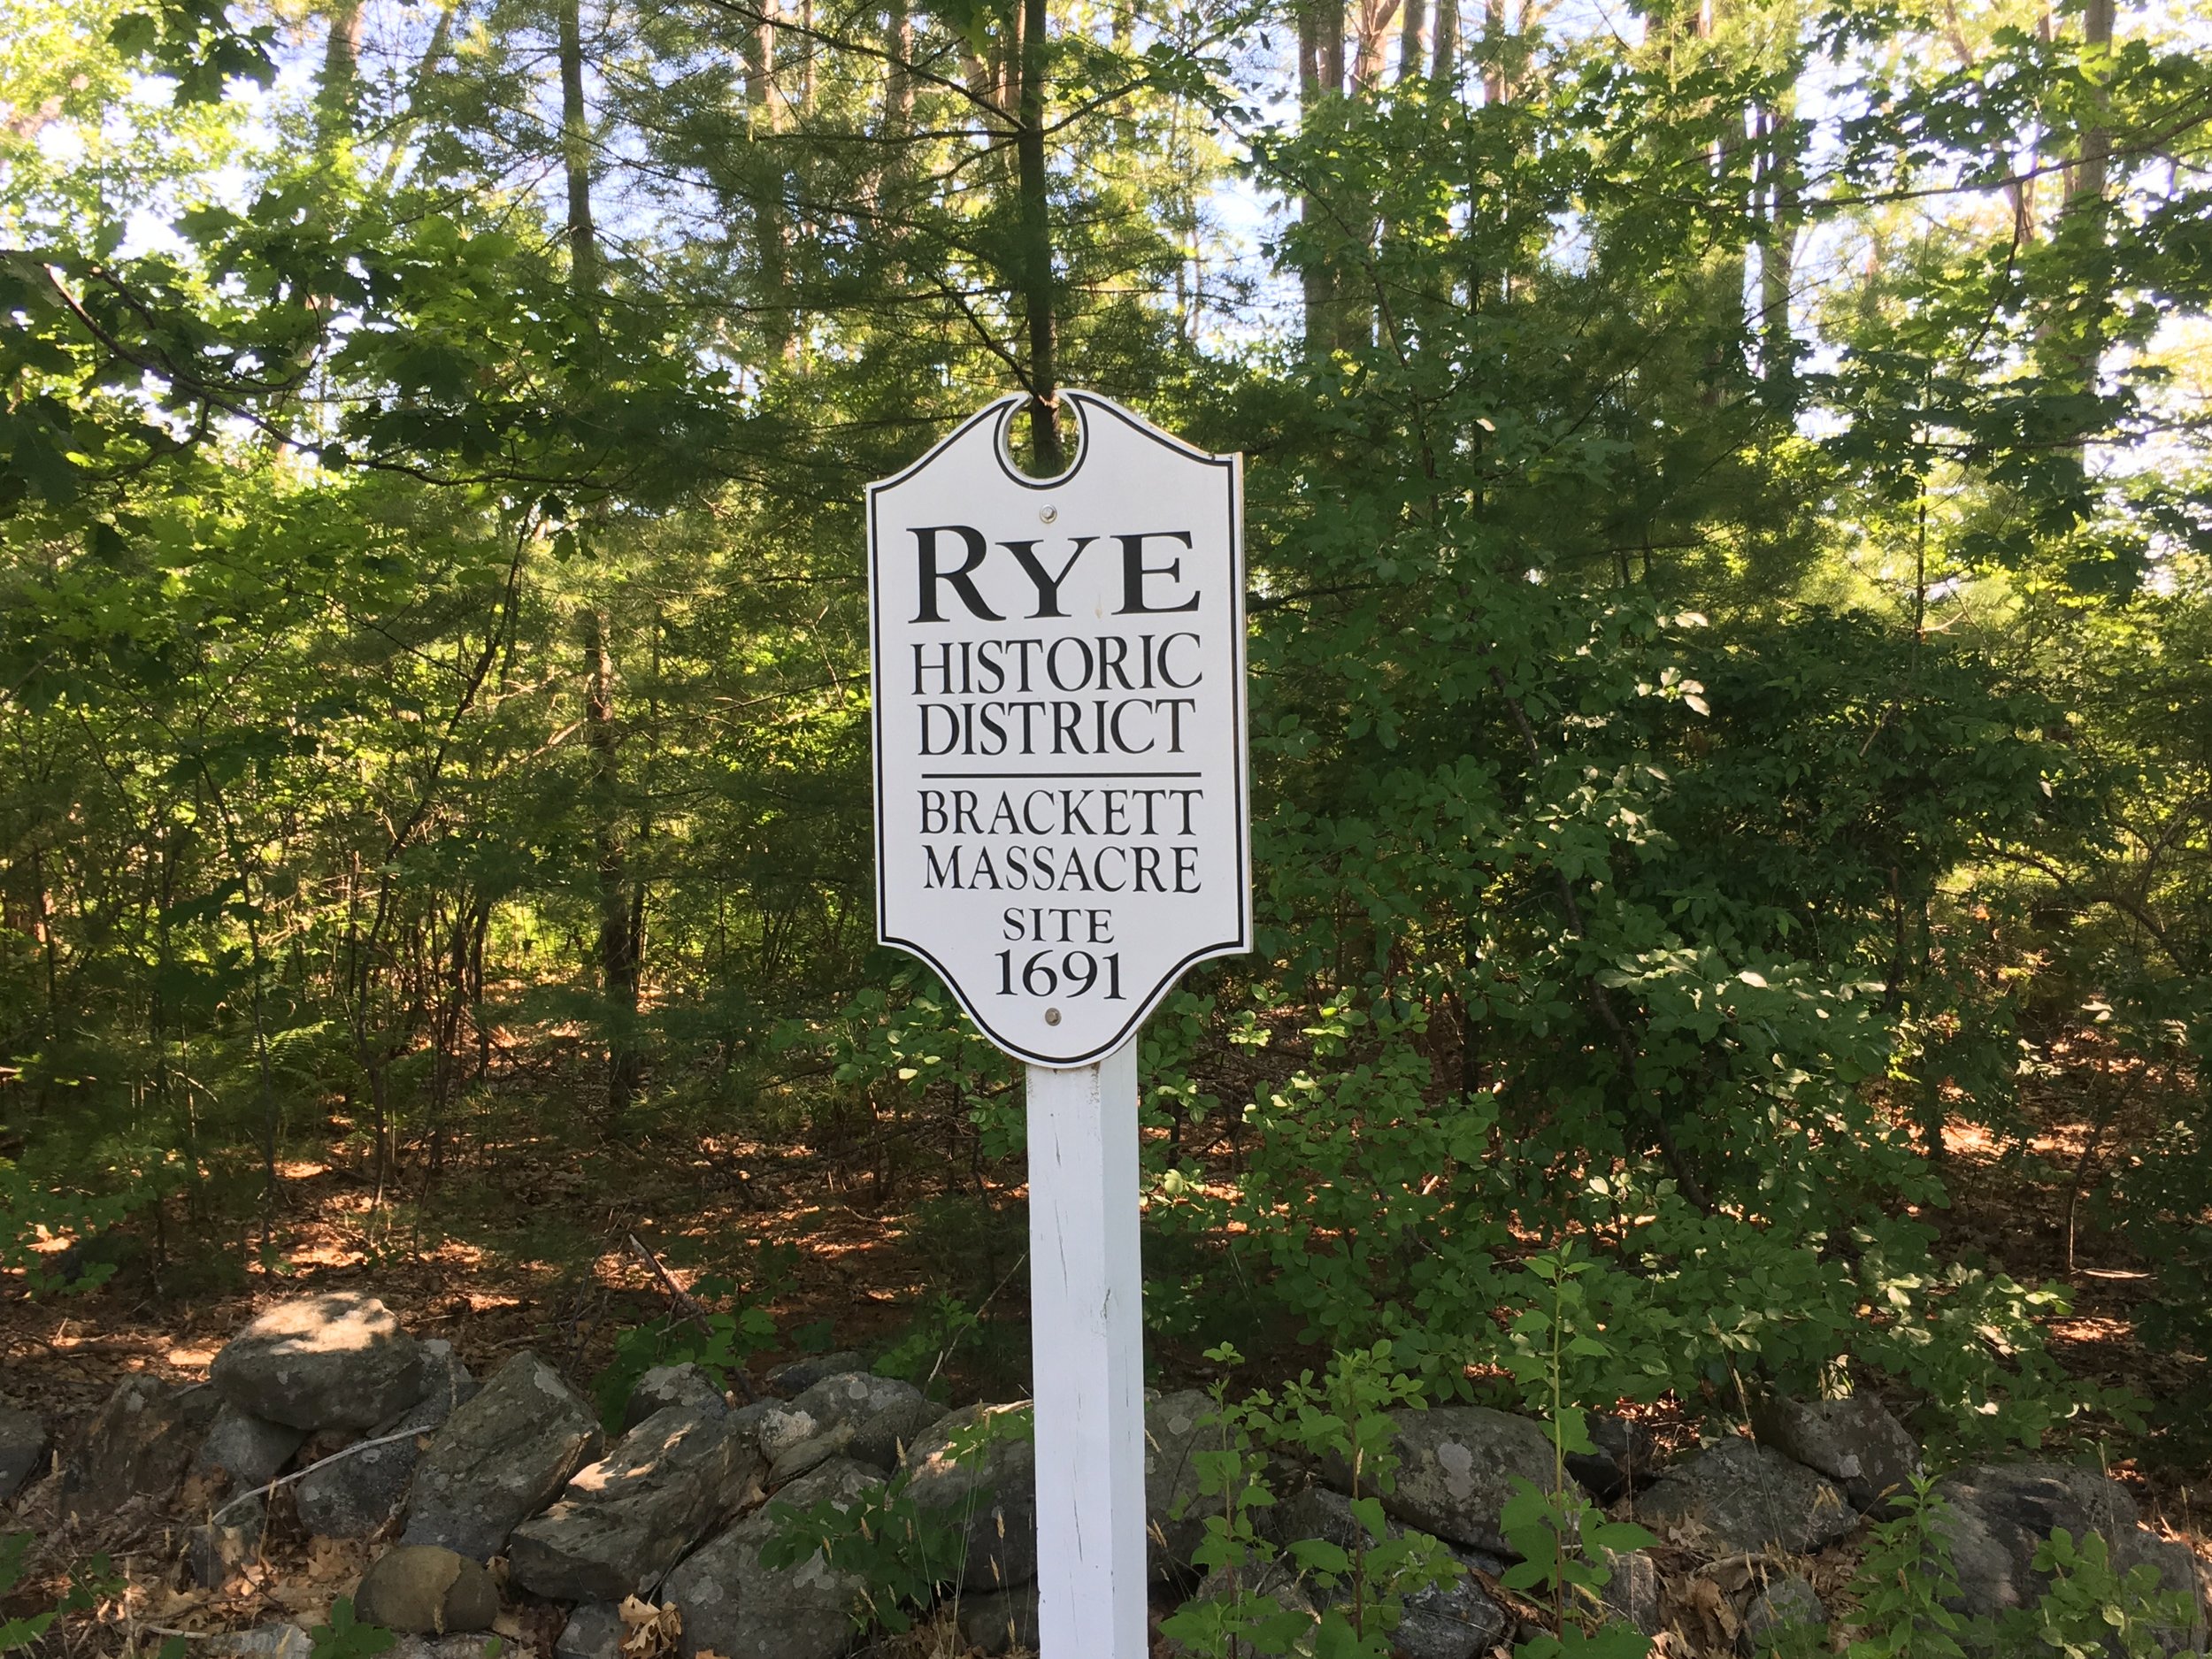 RYE
HISTORIC
DISTRICT
BRACKETT
MASSACRE
SITE
1691